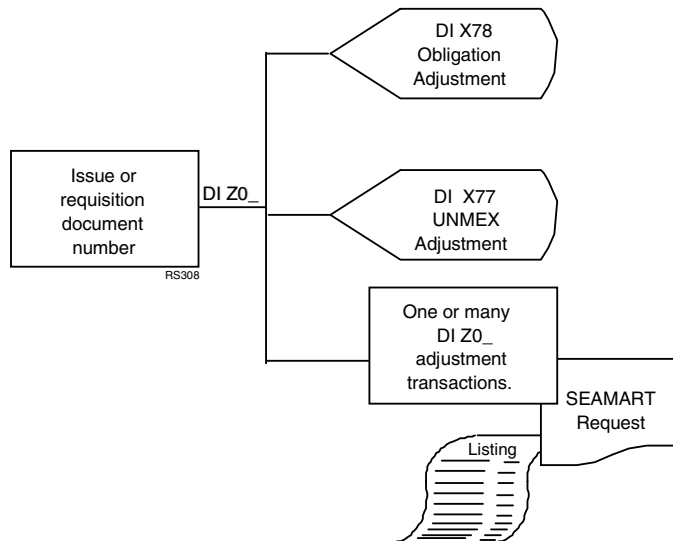 DI X78
Obligation
Adjustment
Issue or
requisition
document
number
RS308
DI Z0_
DI X77
UNMEX
Adjustment
One or many
DI Z0_
adjustment
transactions.
SEAMART
Request
Listing